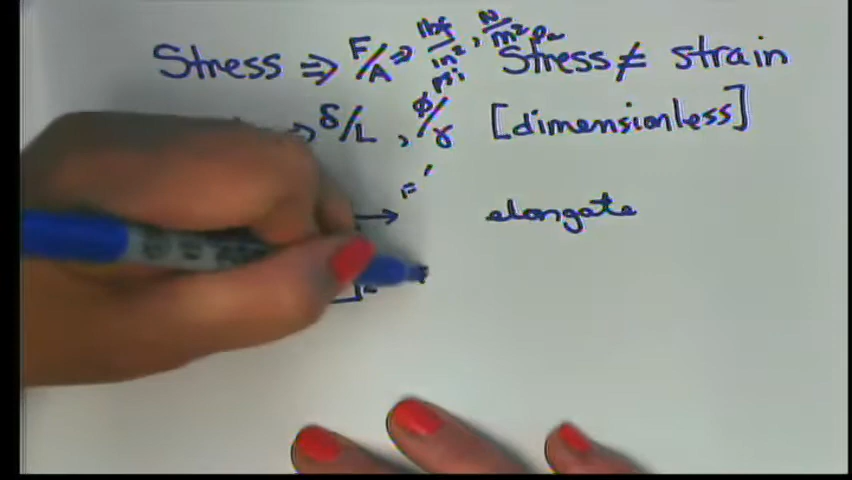 Stress ⇒ F/A ⇒ lbf/in², N/m² Pa
psi
Stress ≠ strain
δ/L, ϕ/γ [dimensionless]
F'
elongate